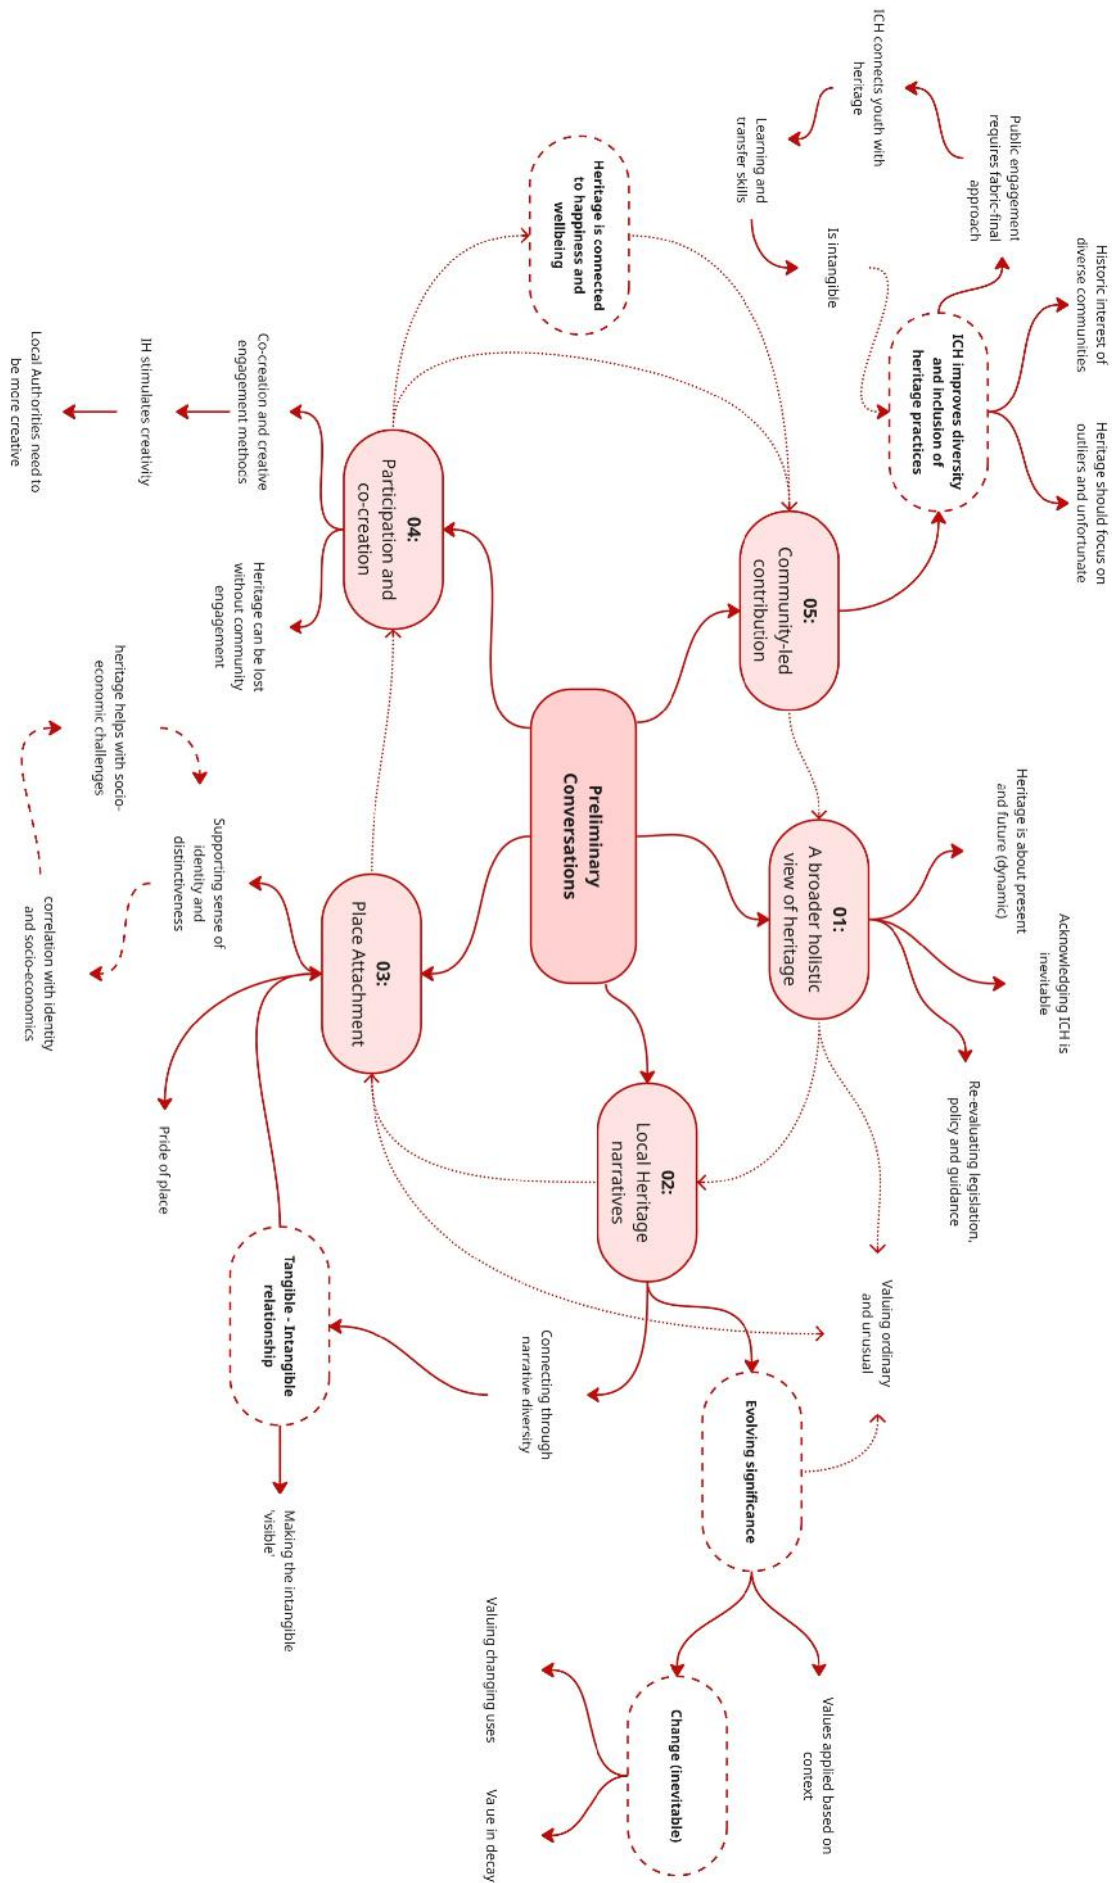 Historic interest of
diverse communities
Heritage should focus on
outliers and unfortunate
Public engagement
requires fabric-final
approach
ICH connects youth with
heritage
Learning and
transfer skills
Is intangible
ICH improves diversity
and inclusion of
heritage practices
Heritage is connected
to happiness and
wellbeing
05:
Community-led
contribution
Heritage is about present
and future (dynamic)
Acknowledging ICH is
inevitable
Re-evaluating legislation,
policy and guidance
01:
A broader holistic
view of heritage
Valuing ordinary
and unusual
Preliminary
Conversations
02:
Local Heritage
narratives
Evolving significance
Values applied based on
context
Change (inevitable)
Valuing changing uses
Value in decay
Connecting through
narrative diversity
04:
Participation and
co-creation
Co-creation and creative
engagement methods
IH stimulates creativity
Local Authorities need to
be more creative
Heritage can be lost
without community
engagement
03:
Place Attachment
Supporting sense of
identity and
distinctiveness
heritage helps with socio-
economic challenges
correlation with identity
and socio-economics
Pride of place
Tangible - Intangible
relationship
Making the intangible
'visible'